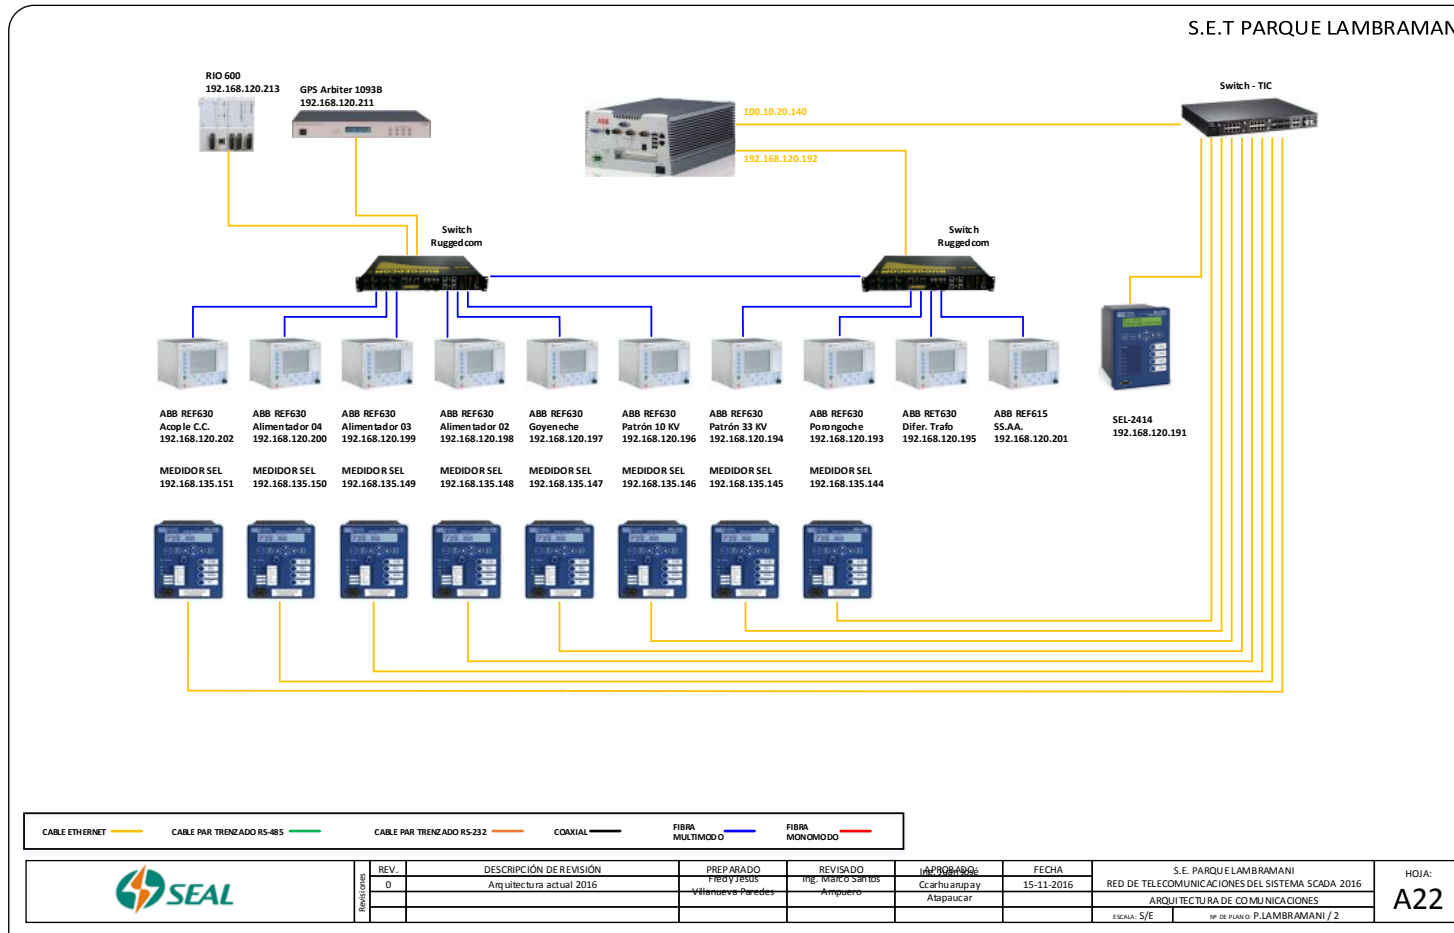 S.E.T PARQUE LAMBRAMAN
RIO 600
192.168.120.213
GPS Arbiter 1093B
192.168.120.211
100.10.20.140
192.168.120.192
Switch - TIC
Switch
Ruggedcom
Switch
Ruggedcom
ABB REF630
Acople C.C.
192.168.120.202
ABB REF630
Alimentador 04
192.168.120.200
ABB REF630
Alimentador 03
192.168.120.199
ABB REF630
Alimentador 02
192.168.120.198
ABB REF630
Goyeneche
192.168.120.197
ABB REF630
Patrón 10 KV
192.168.120.196
ABB REF630
Patrón 33 KV
192.168.120.194
ABB REF630
Porongoche
192.168.120.193
ABB RET630
Difer. Trafo
192.168.120.195
ABB REF615
SS.AA.
192.168.120.201
SEL-2414
192.168.120.191
MEDIDOR SEL
192.168.135.151
MEDIDOR SEL
192.168.135.150
MEDIDOR SEL
192.168.135.149
MEDIDOR SEL
192.168.135.148
MEDIDOR SEL
192.168.135.147
MEDIDOR SEL
192.168.135.146
MEDIDOR SEL
192.168.135.145
MEDIDOR SEL
192.168.135.144
CABLE ETHERNET
CABLE PAR TRENZADO RS-485
CABLE PAR TRENZADO RS-232
COAXIAL
FIBRA
MULTIMODO
FIBRA
MONOMODO
SEAL
Revisiones
REV.
DESCRIPCIÓN DE REVISIÓN
PREPARADO
REVISADO
APROBADO:
FECHA
0
Arquitectura actual 2016
Fredy Jesus
Villanueva Paredes
Ing. Marco Santos
Ampuero
Ing. Juan José
Ccarhuarupay
Atapaucar
15-11-2016
S.E. PARQUE LAMBRAMANI
RED DE TELECOMUNICACIONES DEL SISTEMA SCADA 2016
ARQUITECTURA DE COMUNICACIONES
ESCALA: S/E
Nº DE PLANO: P.LAMBRAMANI / 2
HOJA:
A22